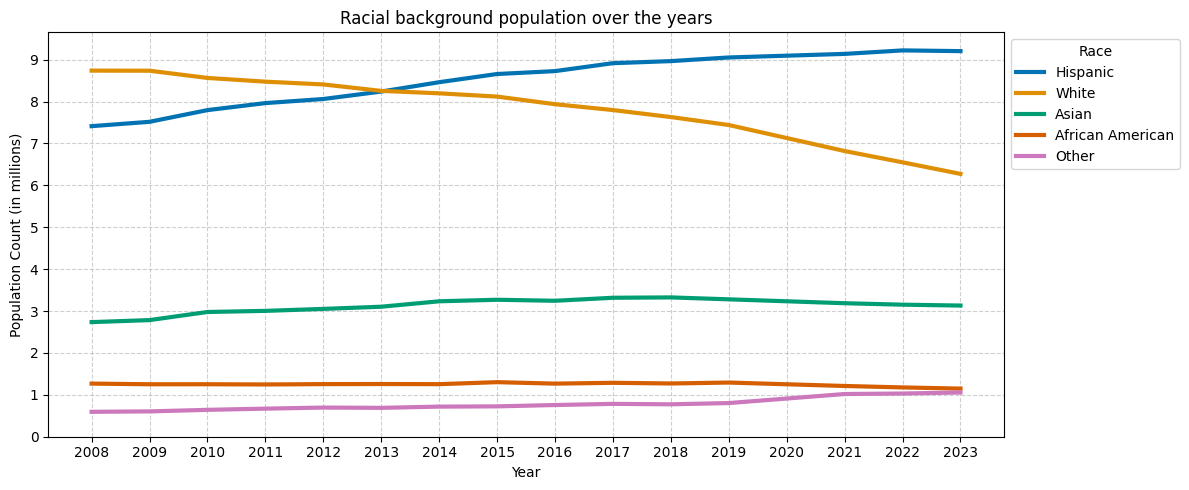 Racial background population over the years
Race
Hispanic
White
Asian
African American
Other
Population Count (in millions)
9
8
7
6
5
4
3
2
1
0
2008 2009 2010 2011 2012 2013 2014 2015 2016 2017 2018 2019 2020 2021 2022 2023
Year